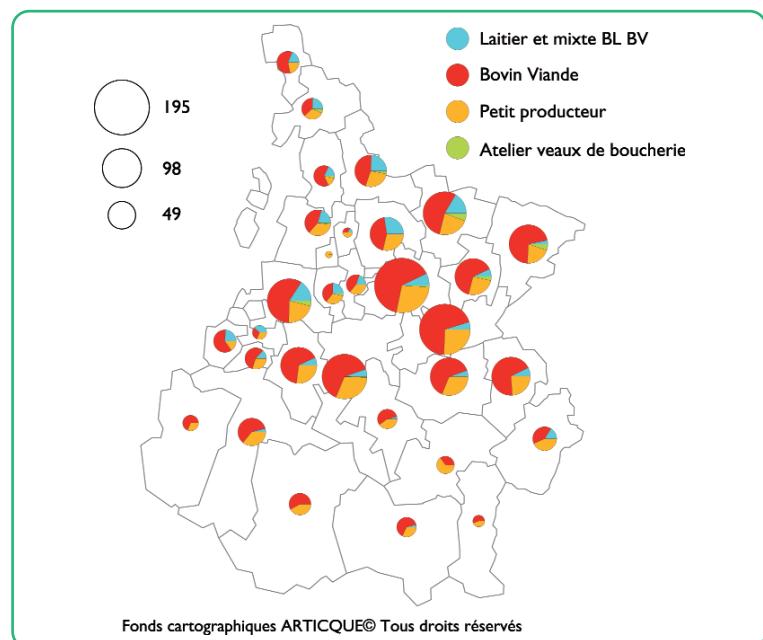 Laitier et mixte BL BV
195
Bovin Viande
Petit producteur
98
Atelier veaux de boucherie
49
Fonds cartographiques ARTICQUE© Tous droits réservés